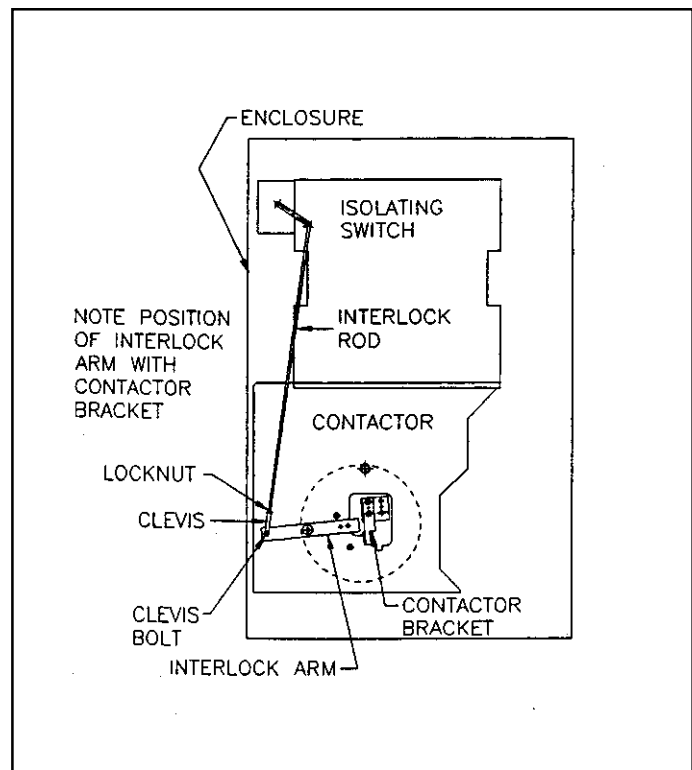 ENCLOSURE
ISOLATING
SWITCH
NOTE POSITION
OF INTERLOCK
ARM WITH
CONTACTOR
BRACKET
INTERLOCK
ROD
CONTACTOR
LOCKNUT
CLEVIS
CLEVIS
BOLT
CONTACTOR
BRACKET
INTERLOCK ARM